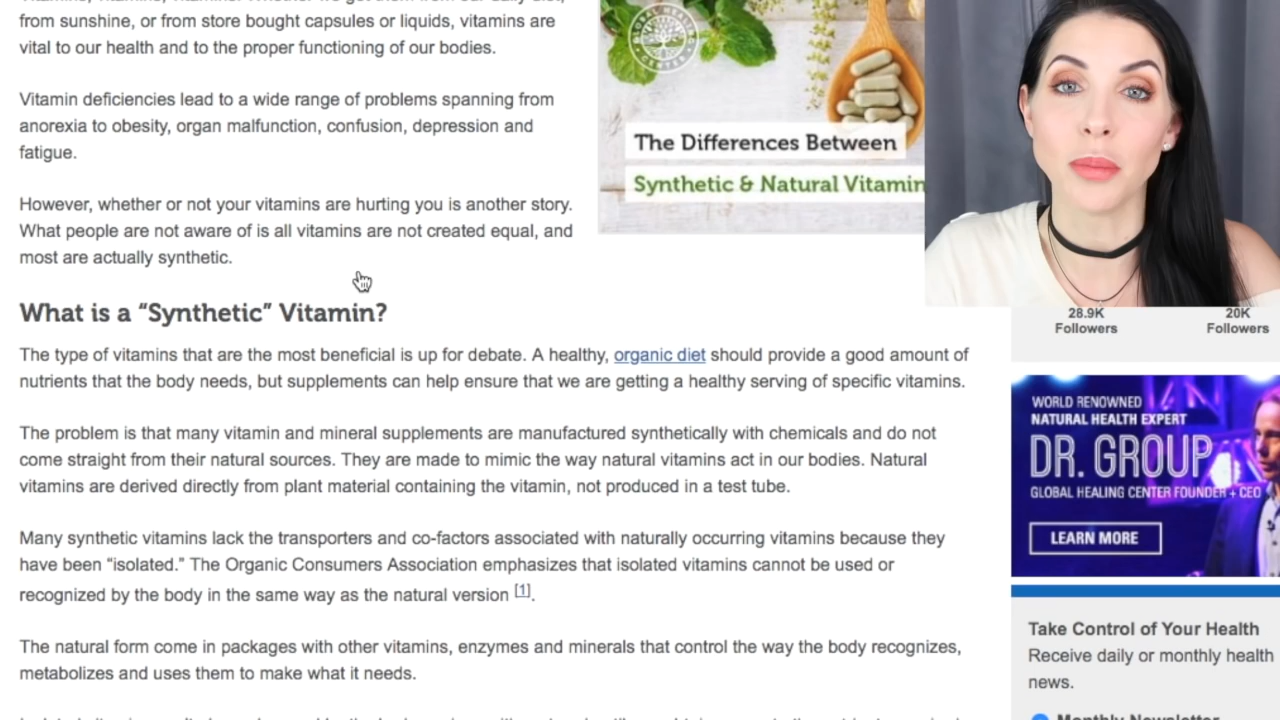 from sunshine, or from store bought capsules or liquids, vitamins are
vital to our health and to the proper functioning of our bodies.
Vitamin deficiencies lead to a wide range of problems spanning from
anorexia to obesity, organ malfunction, confusion, depression and
fatigue.
However, whether or not your vitamins are hurting you is another story.
What people are not aware of is all vitamins are not created equal, and
most are actually synthetic.
The Differences Between
Synthetic & Natural Vitamin
What is a “Synthetic” Vitamin?
The type of vitamins that are the most beneficial is up for debate. A healthy, organic diet should provide a good amount of
nutrients that the body needs, but supplements can help ensure that we are getting a healthy serving of specific vitamins.
The problem is that many vitamin and mineral supplements are manufactured synthetically with chemicals and do not
come straight from their natural sources. They are made to mimic the way natural vitamins act in our bodies. Natural
vitamins are derived directly from plant material containing the vitamin, not produced in a test tube.
Many synthetic vitamins lack the transporters and co-factors associated with naturally occurring vitamins because they
have been “isolated.” The Organic Consumers Association emphasizes that isolated vitamins cannot be used or
recognized by the body in the same way as the natural version [1].
The natural form come in packages with other vitamins, enzymes and minerals that control the way the body recognizes,
metabolizes and uses them to make what it needs.
28.9K
Followers
20K
Followers
WORLD RENOWNED
NATURAL HEALTH EXPERT
DR. GROUP
GLOBAL HEALING CENTER FOUNDER + CEO
LEARN MORE
Take Control of Your Health
Receive daily or monthly health
news.
Monthly Newsletter